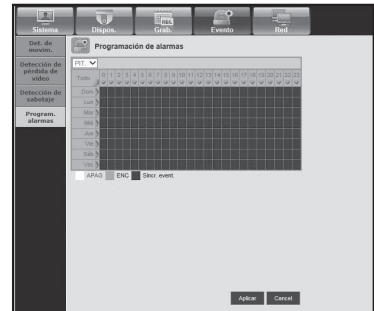 Sistema Dispos. Grab. Evento Red
Det. de movim.
Detección de pérdida de vídeo
Detección de sabotaje
Program. alarmas
Programación de alarmas
PIT.
Todo 0 1 2 3 4 5 6 7 8 9 10 11 12 13 14 15 16 17 18 19 20 21 22 23
Dom
Lun
Mar
Mié
Jue
Vie
Sáb
Vac
APAG ENC Sincr. event.
Aplicar Cancel